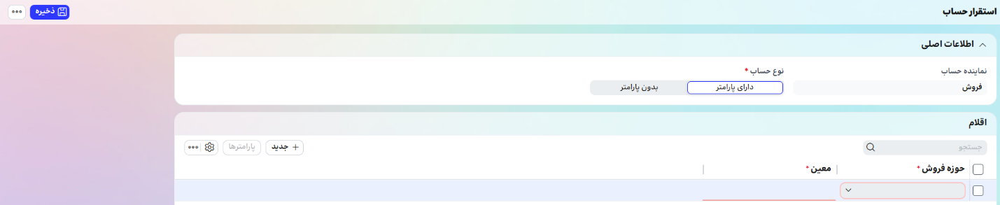 استقرار حساب
ذخیره
اطلاعات اصلی
نماینده حساب
نوع حساب *
فروش
دارای پارامتر
بدون پارامتر
اقلام
جستجو
+ جدید
پارامترها
حوزه فروش *
معین *